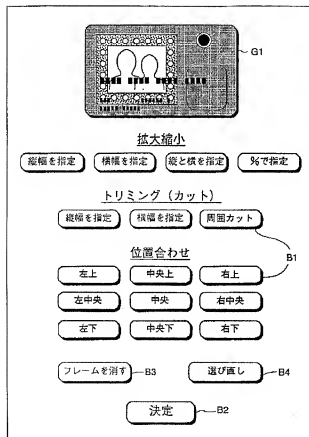 G1
拡大縮小
縦幅を指定 横幅を指定 縦と横を指定 %で指定
トリミング(カット)
縦幅を指定 横幅を指定 周囲カット
B1
位置合わせ
左上 中央上 右上
左中央 中央 右中央
左下 中央下 右下
フレームを消す B3 選び直し B4
決定 B2